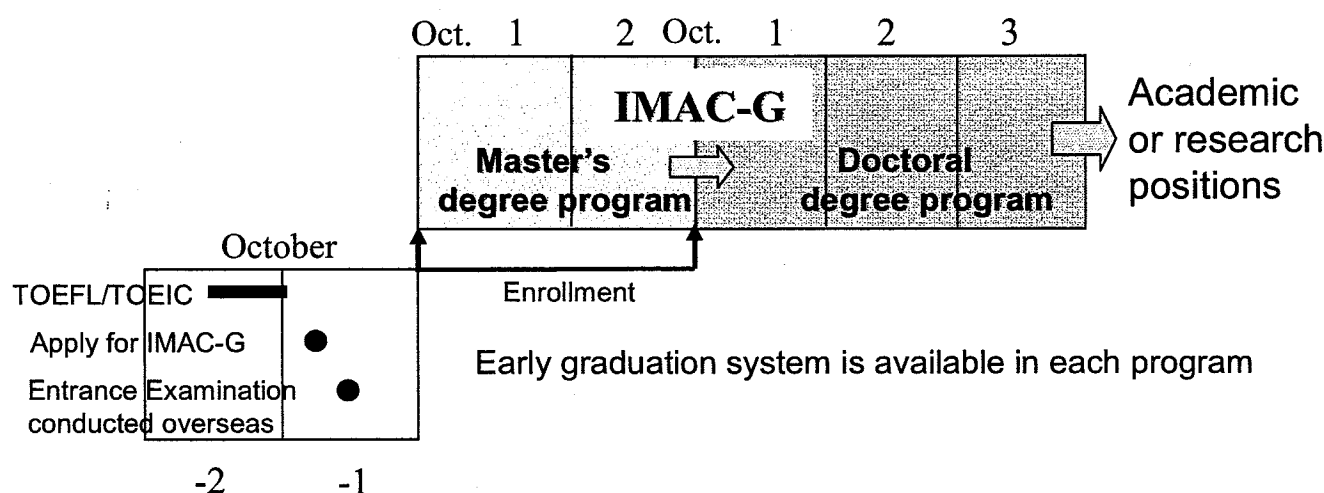 Oct. 1 2 Oct. 1 2 3
IMAC-G
Master's
degree program
Doctoral
degree program
Academic
or research
positions
October
TOEFL/TOEIC
Apply for IMAC-G
Entrance Examination
conducted overseas
-2 -1
Enrollment
Early graduation system is available in each program